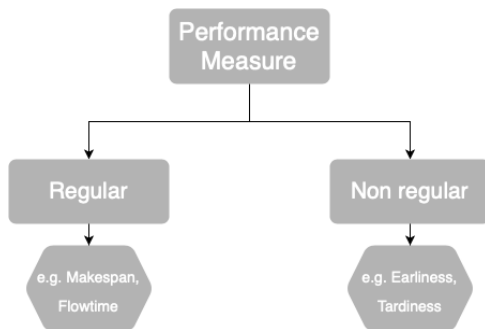 Performance
Measure
Regular
Non regular
e.g. Makespan,
Flowtime
e.g. Earliness,
Tardiness